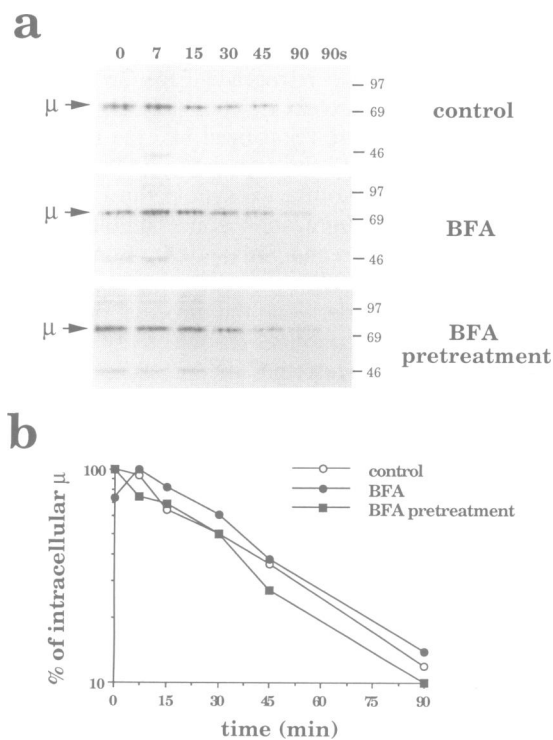 a
0 7 15 30 45 90 90s
μ
97
69
46
control
μ
97
69
46
BFA
μ
97
69
46
BFA
pretreatment
b
100
10
% of intracellular μ
control
BFA
BFA pretreatment
0 15 30 45 60 75 90
time (min)